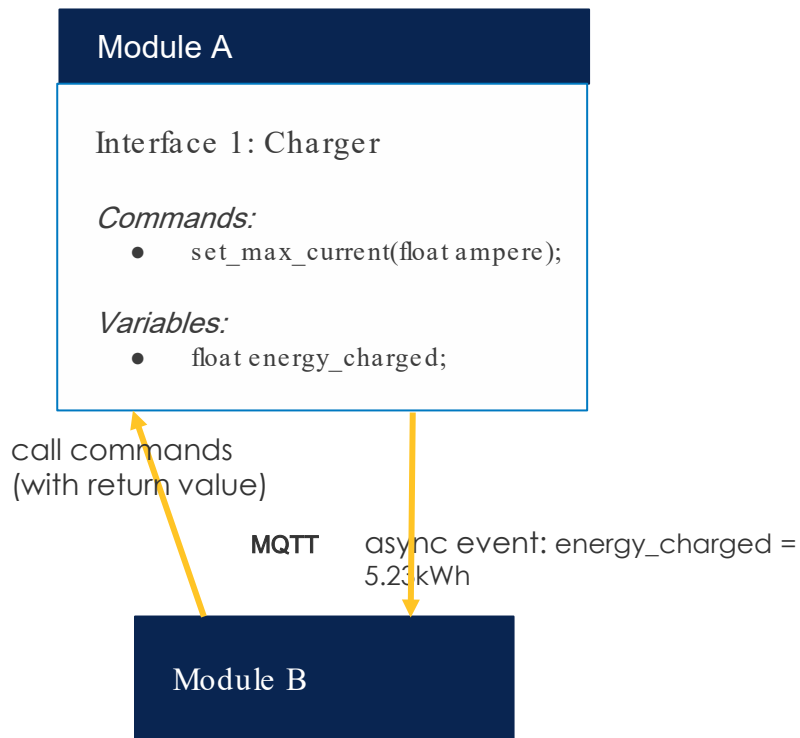 Module A
Interface 1: Charger
Commands:
● set_max_current(float ampere);
Variables:
● float energy_charged;
call commands
(with return value)
MQTT async event: energy_charged =
5.23kWh
Module B